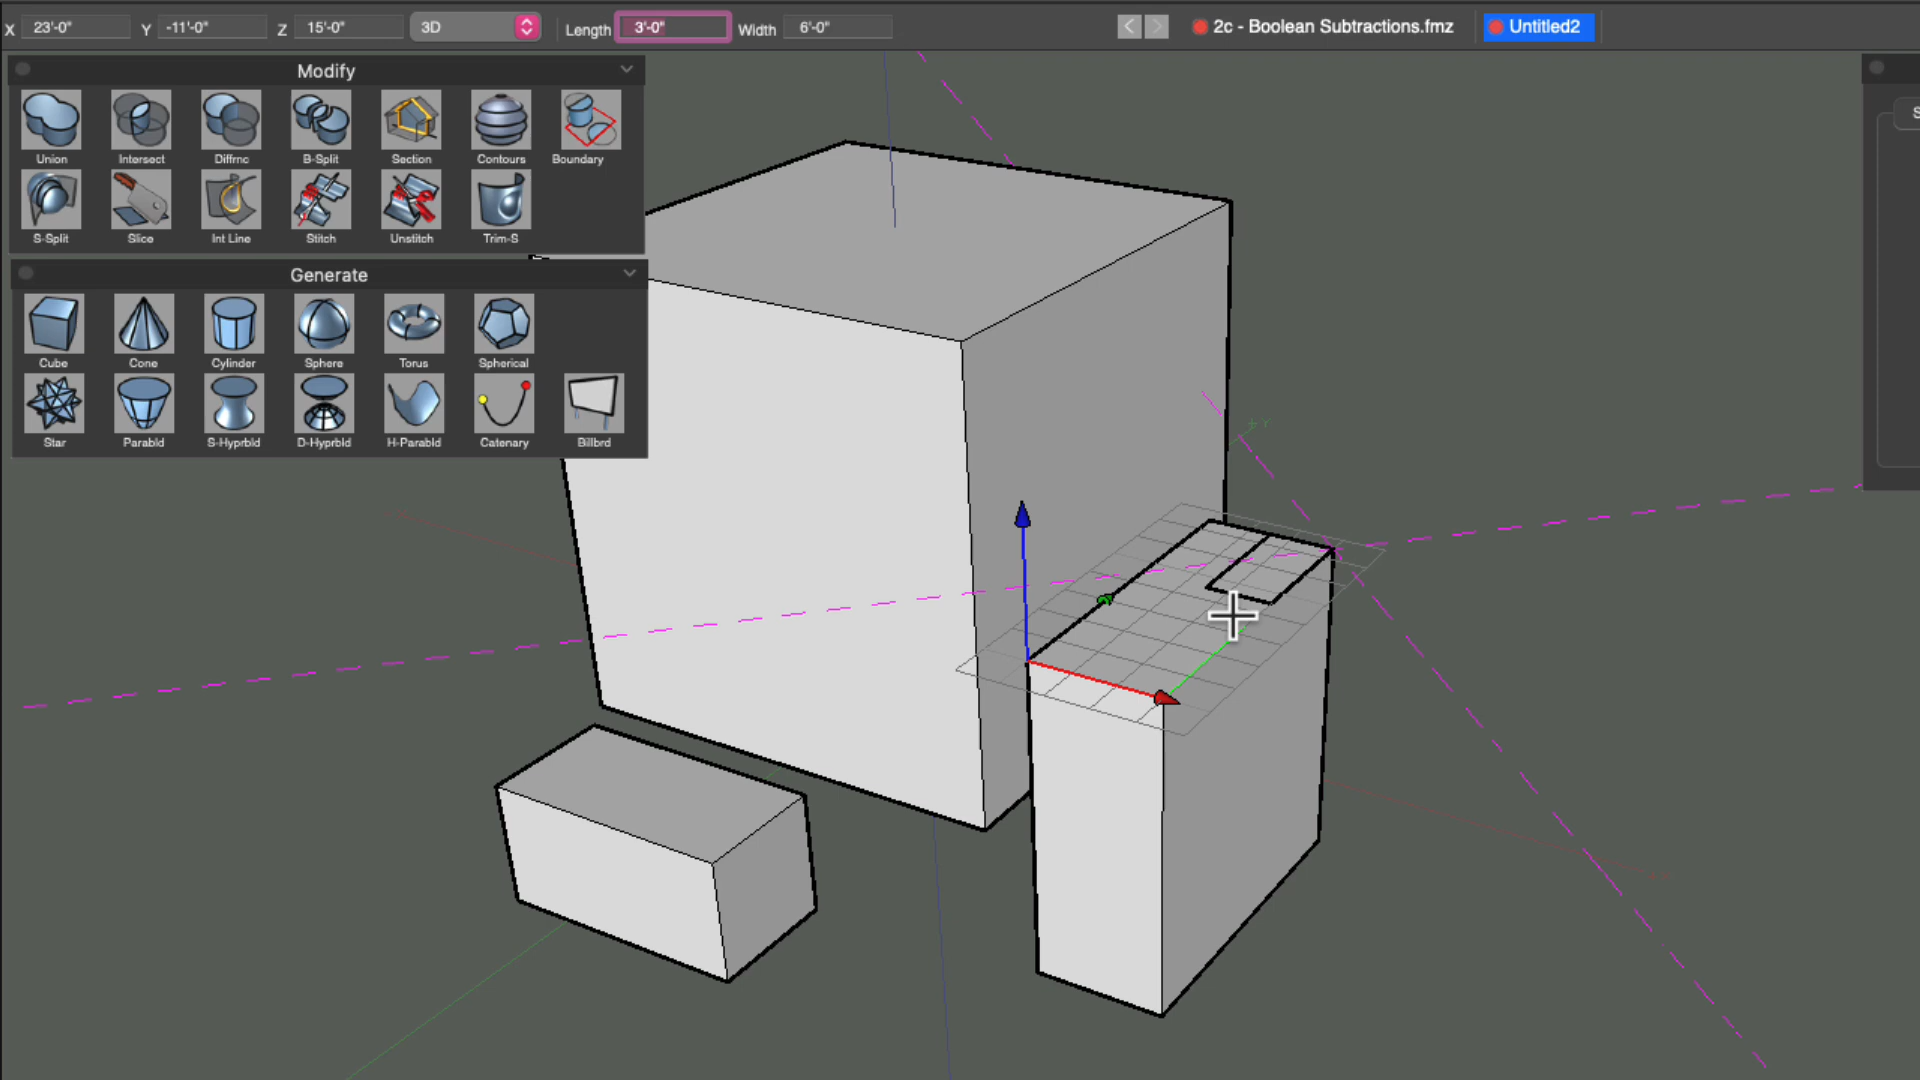 X 23'-0" Y -11'-0" Z 15'-0" 3D Length 3'-0" Width 6'-0" 2c - Boolean Subtractions.fmz Untitled2
Modify
Union Intersect Diffrnc B-Split Section Contours Boundary
S-Split Slice Int Line Stitch Unstitch Trim-S
Generate
Cube Cone Cylinder Sphere Torus Spherical
Star Parabld S-Hyprbld D-Hyprbld H-Parabld Catenary Billbrd
+Y
S